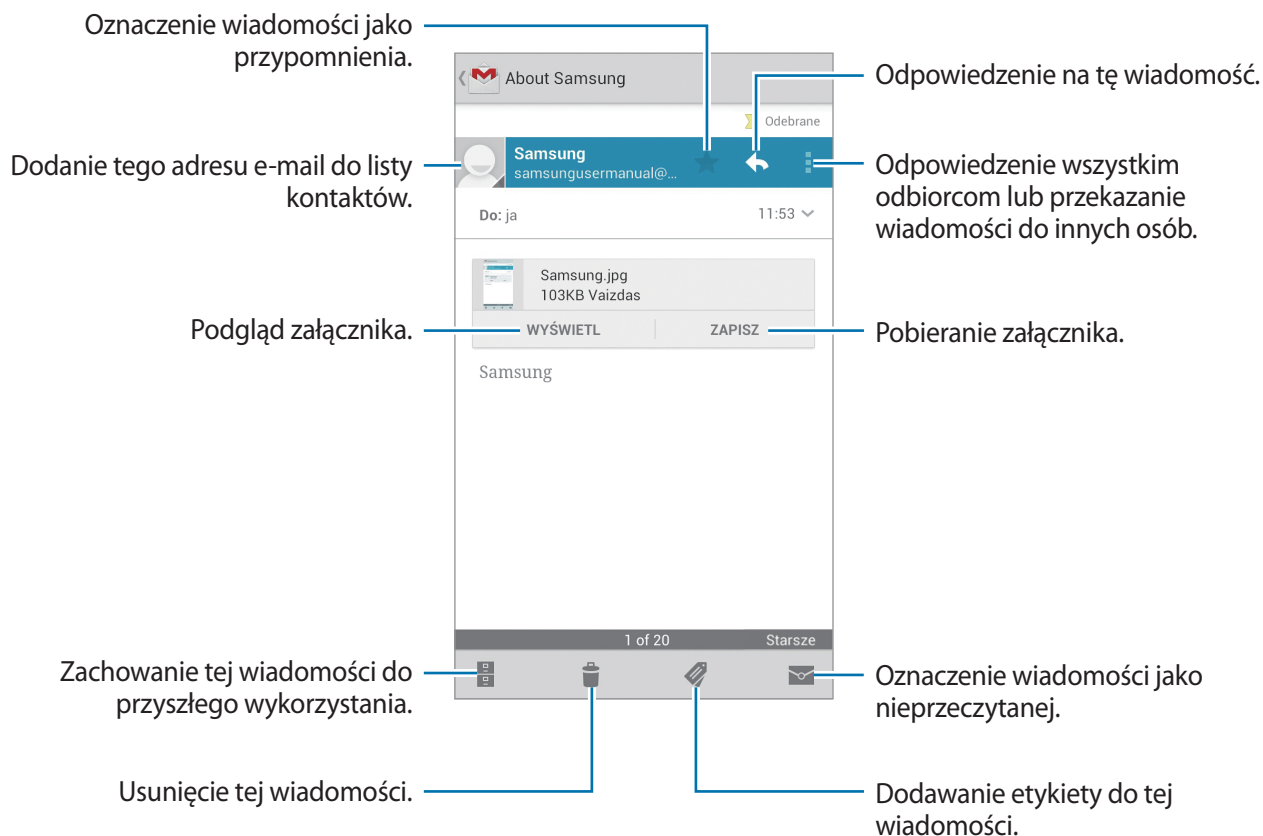 Oznaczenie wiadomości jako
przypomnienia.
About Samsung
Odpowiedzenie na tę wiadomość.
Odebrane
Dodanie tego adresu e-mail do listy
kontaktów.
Samsung
samsungusermanual@...
Odpowiedzenie wszystkim
odbiorcom lub przekazanie
wiadomości do innych osób.
Do: ja
11:53
Samsung.jpg
103KB Vaizdas
Podgląd załącznika.
WYŚWIETL
ZAPISZ
Pobieranie załącznika.
Samsung
1 of 20
Starsze
Zachowanie tej wiadomości do
przyszłego wykorzystania.
Oznaczenie wiadomości jako
nieprzeczytanej.
Usunięcie tej wiadomości.
Dodawanie etykiety do tej
wiadomości.